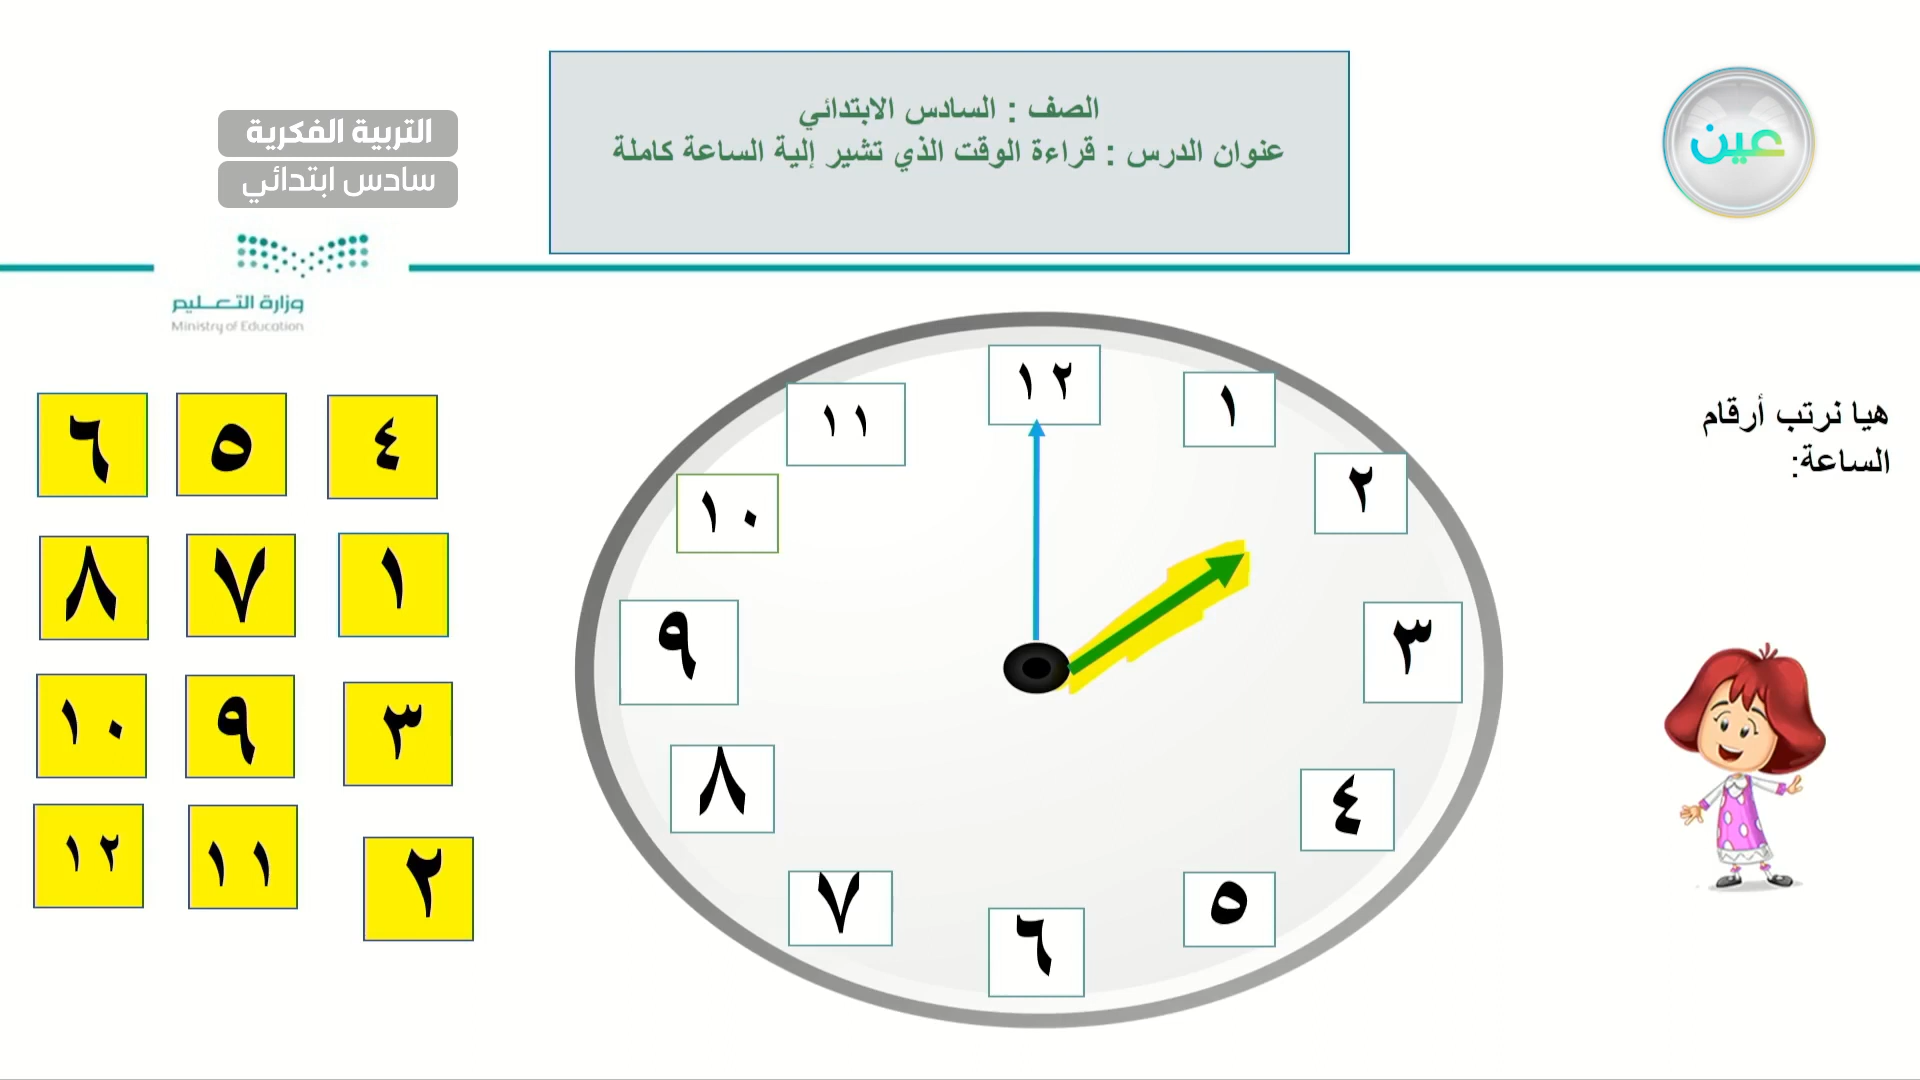 الصف : السادس الابتدائي
عنوان الدرس : قراءة الوقت الذي تشير إلية الساعة كاملة
عين
التربية الفكرية
سادس ابتدائي
وزارة التعـــليم
Ministry of Education
هيا نرتب أرقام
الساعة:
١٢
١
٢
٣
٤
٥
٦
٧
٨
٩
١٠
١١
٤ ٥ ٦
١ ٧ ٨
٣ ٩ ١٠
٢ ١١ ١٢